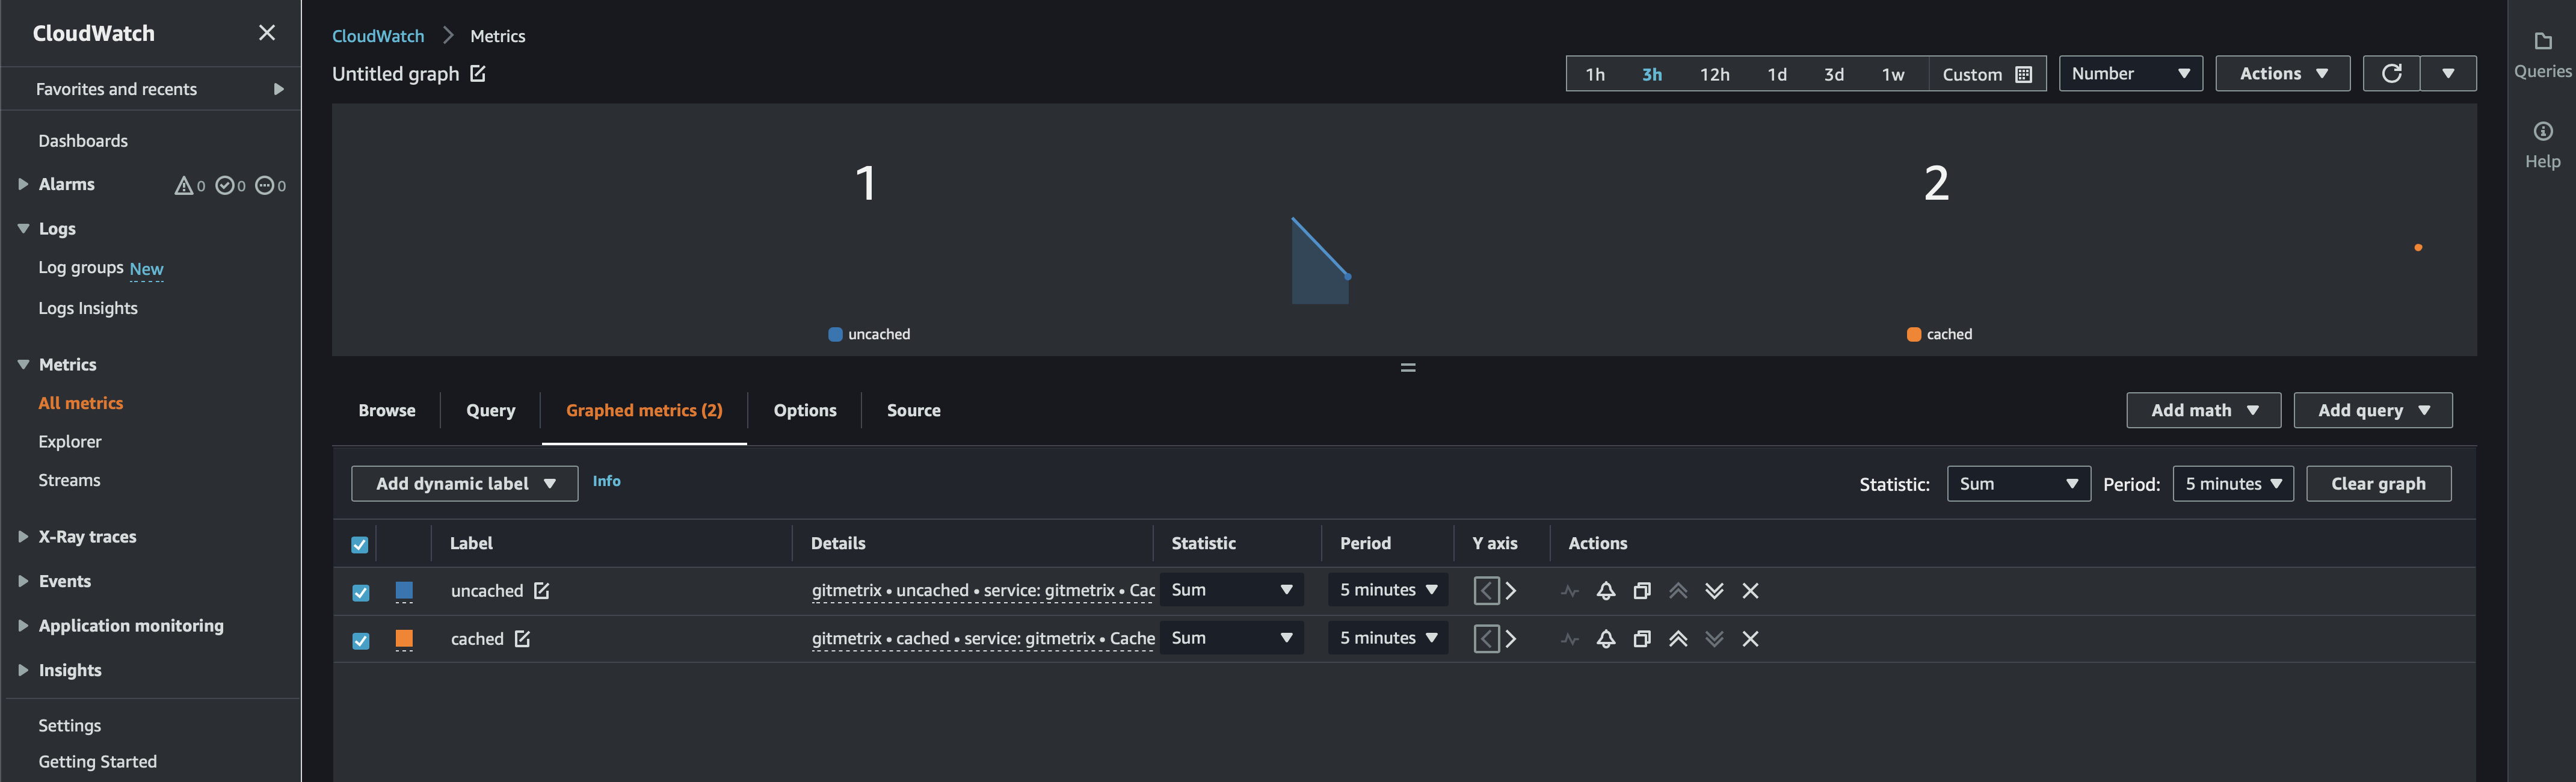 CloudWatch
Favorites and recents
Dashboards
Alarms 0 0 0
Logs
Log groups New
Logs Insights
Metrics
All metrics
Explorer
Streams
X-Ray traces
Events
Application monitoring
Insights
Settings
Getting Started
CloudWatch Metrics
Untitled graph
1h 3h 12h 1d 3d 1w Custom Number Actions
1 2
uncached cached
Browse Query Graphed metrics (2) Options Source Add math Add query
Add dynamic label Info Statistic: Sum Period: 5 minutes Clear graph
Label Details Statistic Period Y axis Actions
uncached gitmetrix • uncached • service: gitmetrix • Cac Sum 5 minutes
cached gitmetrix • cached • service: gitmetrix • Cache Sum 5 minutes
Queries
Help